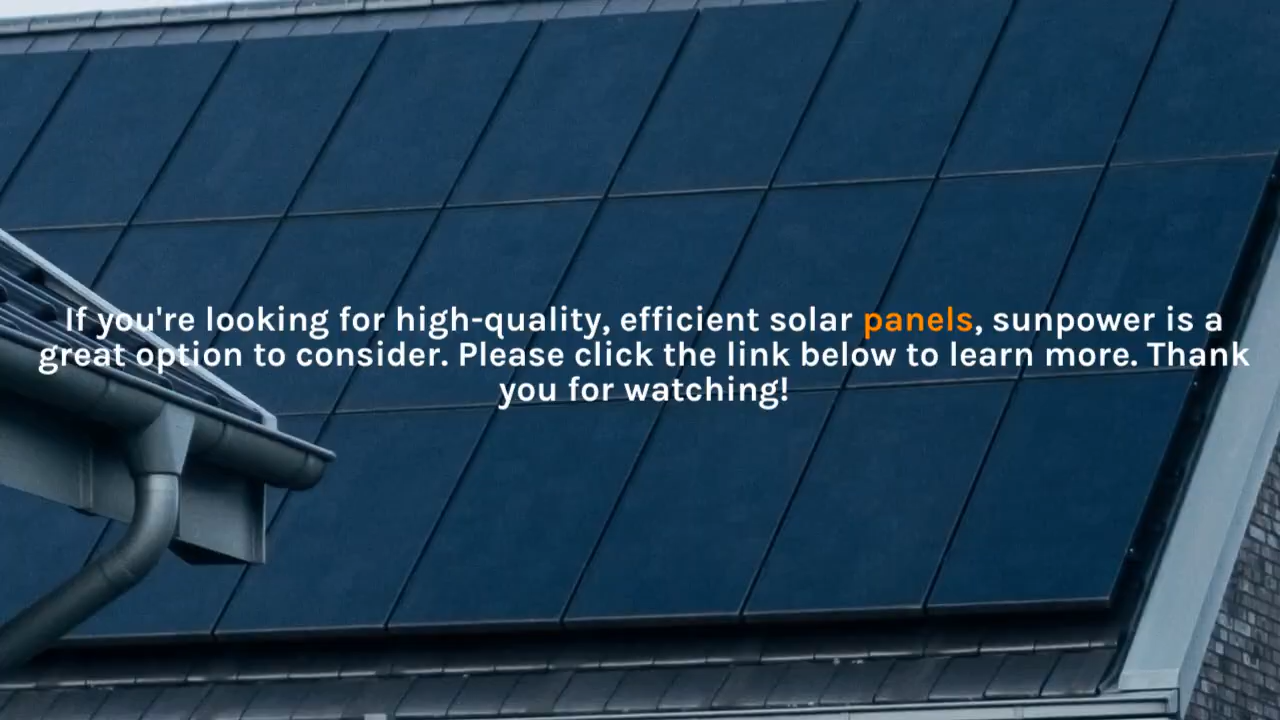 If you're looking for high-quality, efficient solar panels, sunpower is a
great option to consider. Please click the link below to learn more. Thank
you for watching!